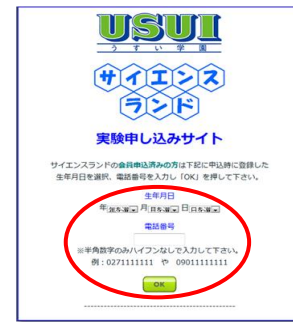 USUI
うすい学園
サイエンス
ランド
実験申し込みサイト
サイエンスランドの会員申込済みの方は下記に申込時に登録した
生年月日を選択、電話番号を入力し「OK」を押して下さい。
生年月日
年 月 日
電話番号
※半角数字のみハイフンなしで入力して下さい。
例：0271111111 や 09011111111
OK